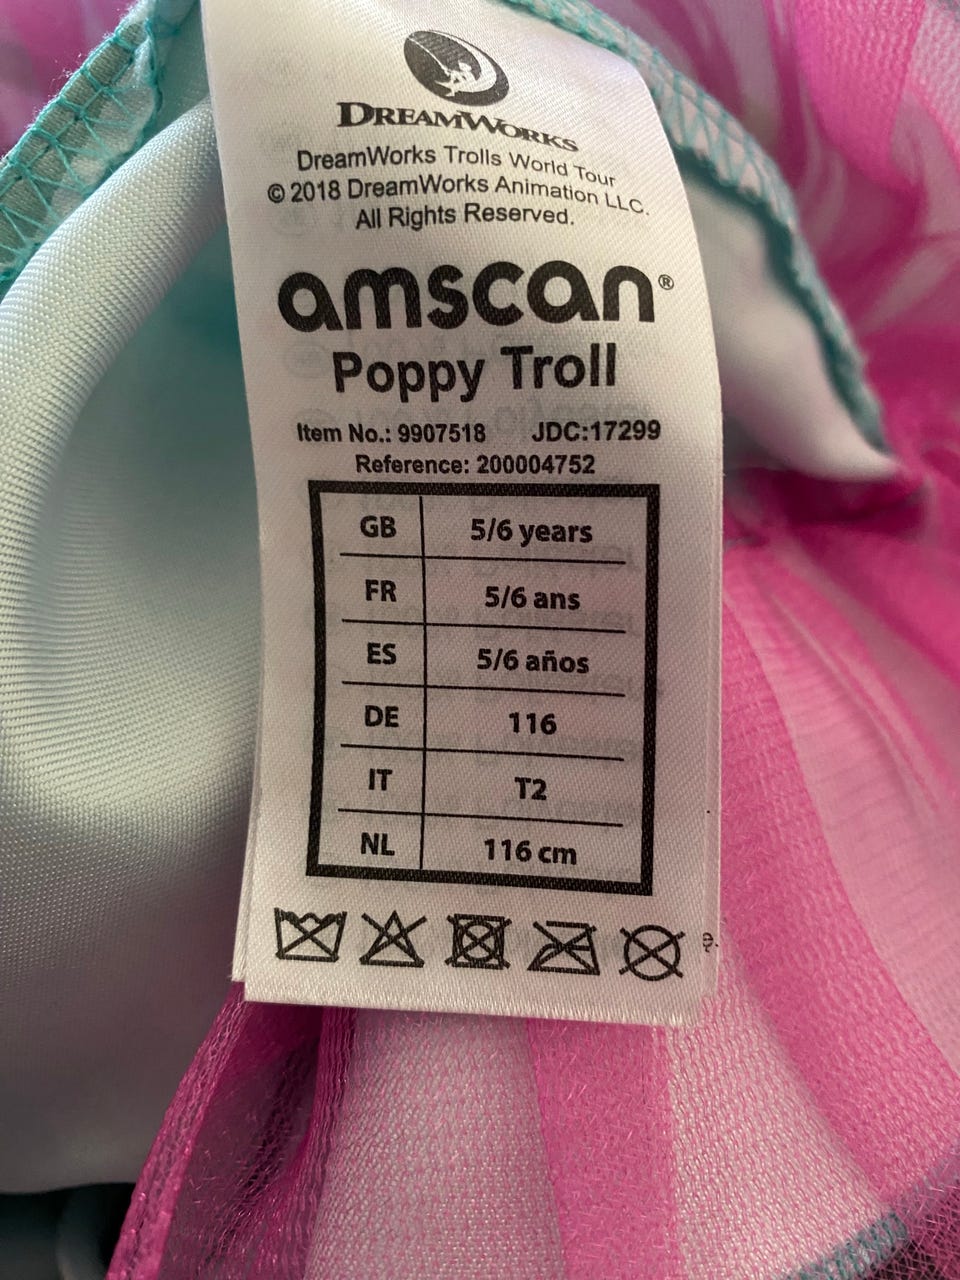 DREAMWORKS
DreamWorks Trolls World Tour
© 2018 DreamWorks Animation LLC.
All Rights Reserved.
amscan®
Poppy Troll
Item No.: 9907518 JDC:17299
Reference: 200004752
GB 5/6 years
FR 5/6 ans
ES 5/6 años
DE 116
IT T2
NL 116 cm